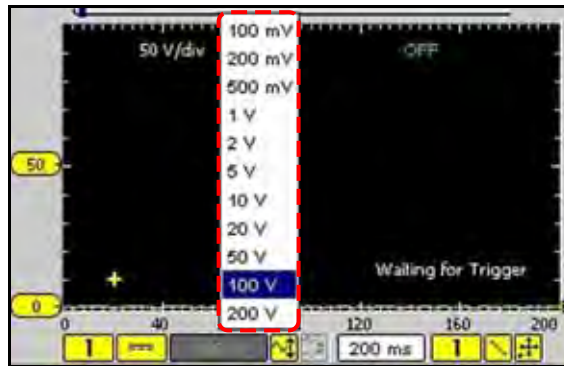 50 V/div
OFF
100 mV
200 mV
500 mV
1 V
2 V
5 V
10 V
20 V
50 V
100 V
200 V
50
0
Waiting for Trigger
0 40 120 160 200
1 200 ms 1